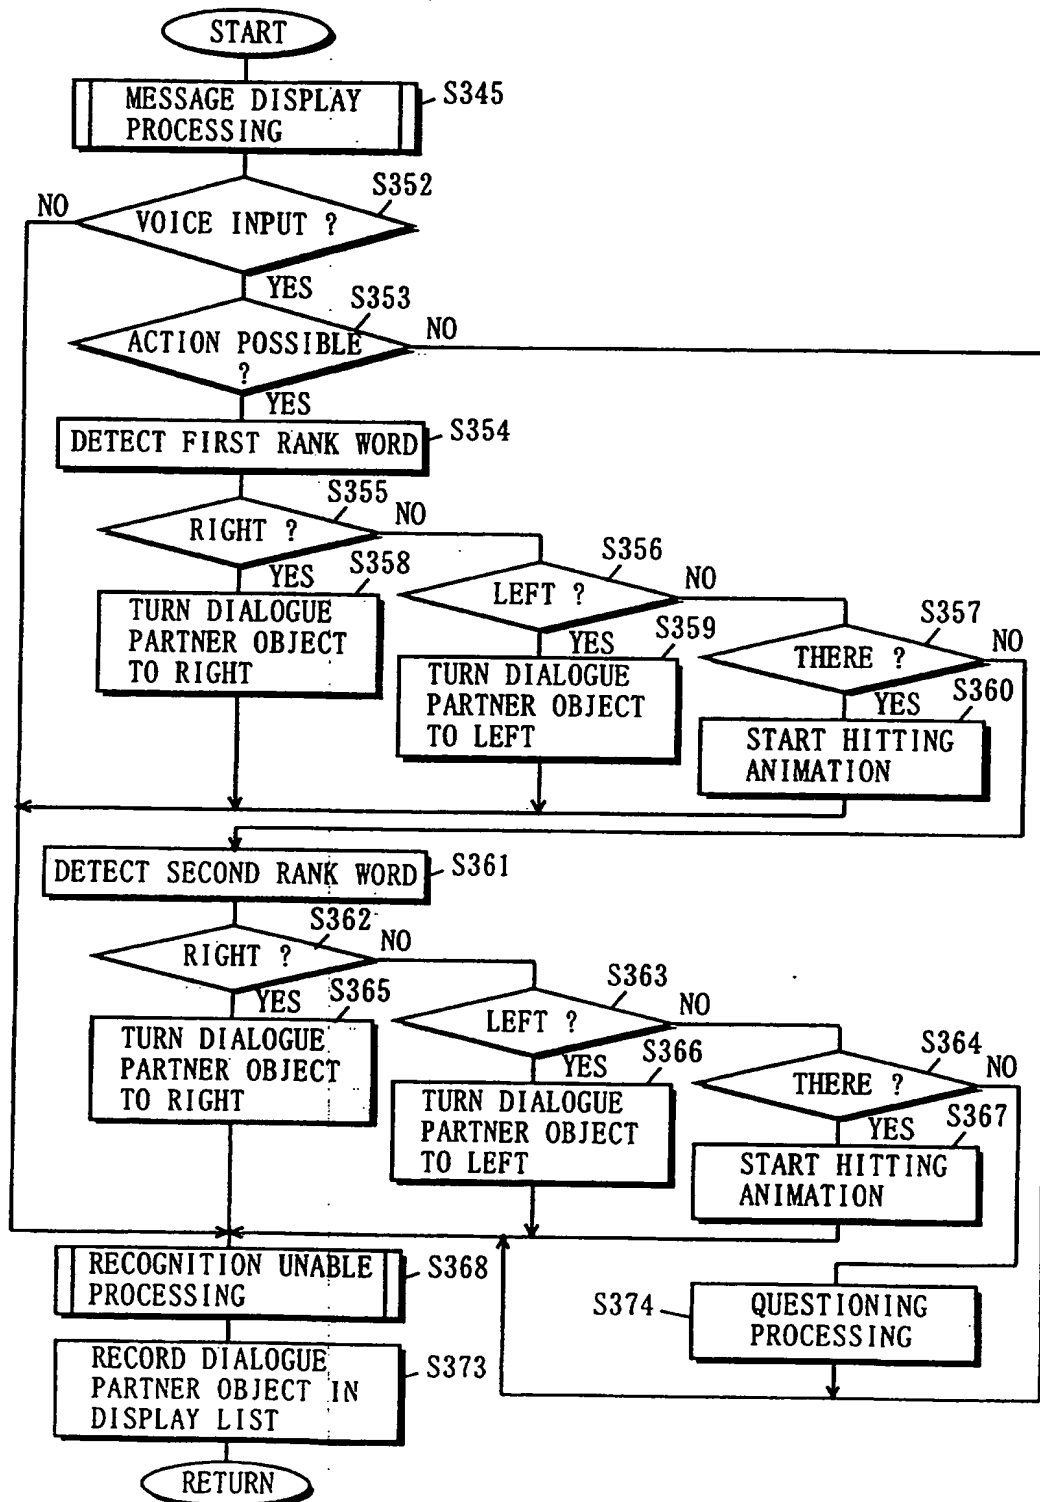 START
MESSAGE DISPLAY
PROCESSING
S345
S352
NO
VOICE INPUT ?
YES
S353
ACTION POSSIBLE
?
NO
YES
DETECT FIRST RANK WORD
S354
S355
RIGHT ?
NO
YES
S358
S356
LEFT ?
NO
YES
S359
S357
THERE ?
NO
YES
S360
TURN DIALOGUE
PARTNER OBJECT
TO RIGHT
TURN DIALOGUE
PARTNER OBJECT
TO LEFT
START HITTING
ANIMATION
DETECT SECOND RANK WORD
S361
S362
RIGHT ?
NO
YES
S365
S363
LEFT ?
NO
YES
S366
S364
THERE ?
NO
YES
S367
TURN DIALOGUE
PARTNER OBJECT
TO RIGHT
TURN DIALOGUE
PARTNER OBJECT
TO LEFT
START HITTING
ANIMATION
RECOGNITION UNABLE
PROCESSING
S368
S374
QUESTIONING
PROCESSING
RECORD DIALOGUE
PARTNER OBJECT IN
DISPLAY LIST
S373
RETURN